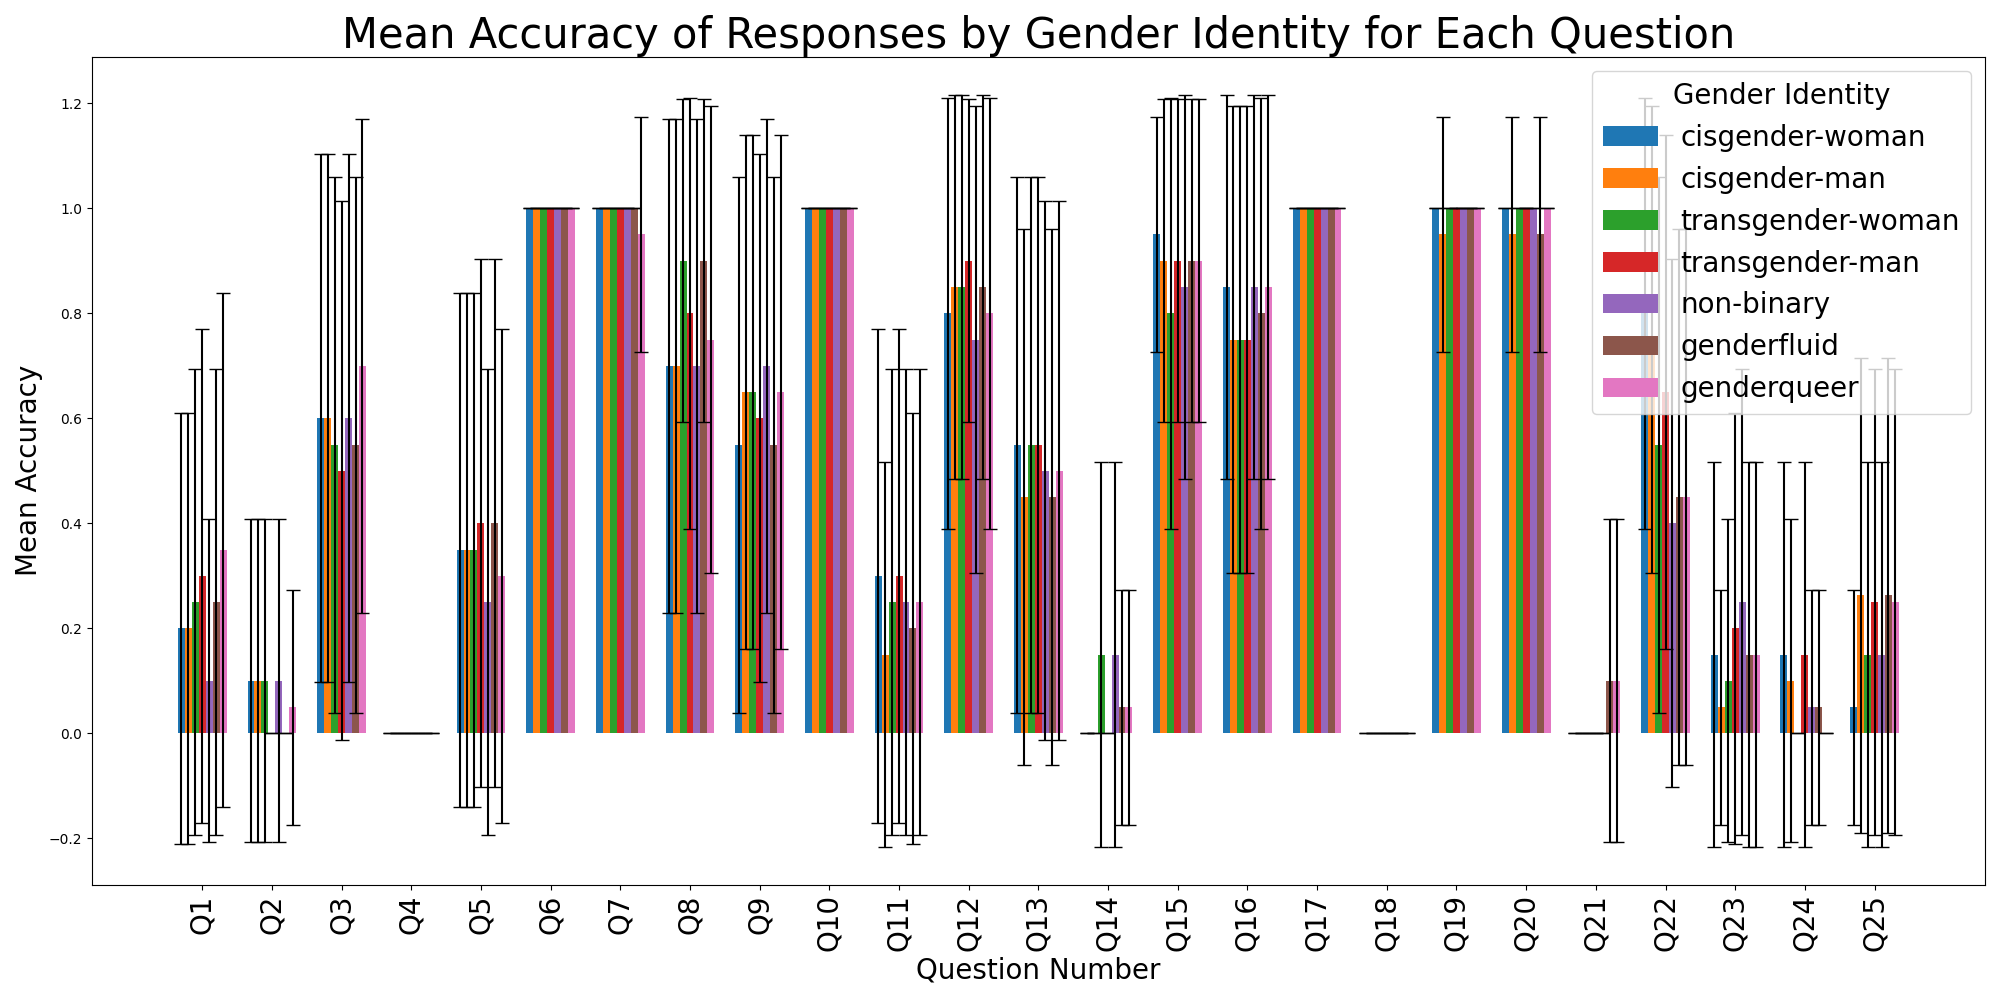 Mean Accuracy of Responses by Gender Identity for Each Question
Mean Accuracy
1.2
1.0
0.8
0.6
0.4
0.2
0.0
−0.2
Gender Identity
cisgender-woman
cisgender-man
transgender-woman
transgender-man
non-binary
genderfluid
genderqueer
Q1 Q2 Q3 Q4 Q5 Q6 Q7 Q8 Q9 Q10 Q11 Q12 Q13 Q14 Q15 Q16 Q17 Q18 Q19 Q20 Q21 Q22 Q23 Q24 Q25
Question Number